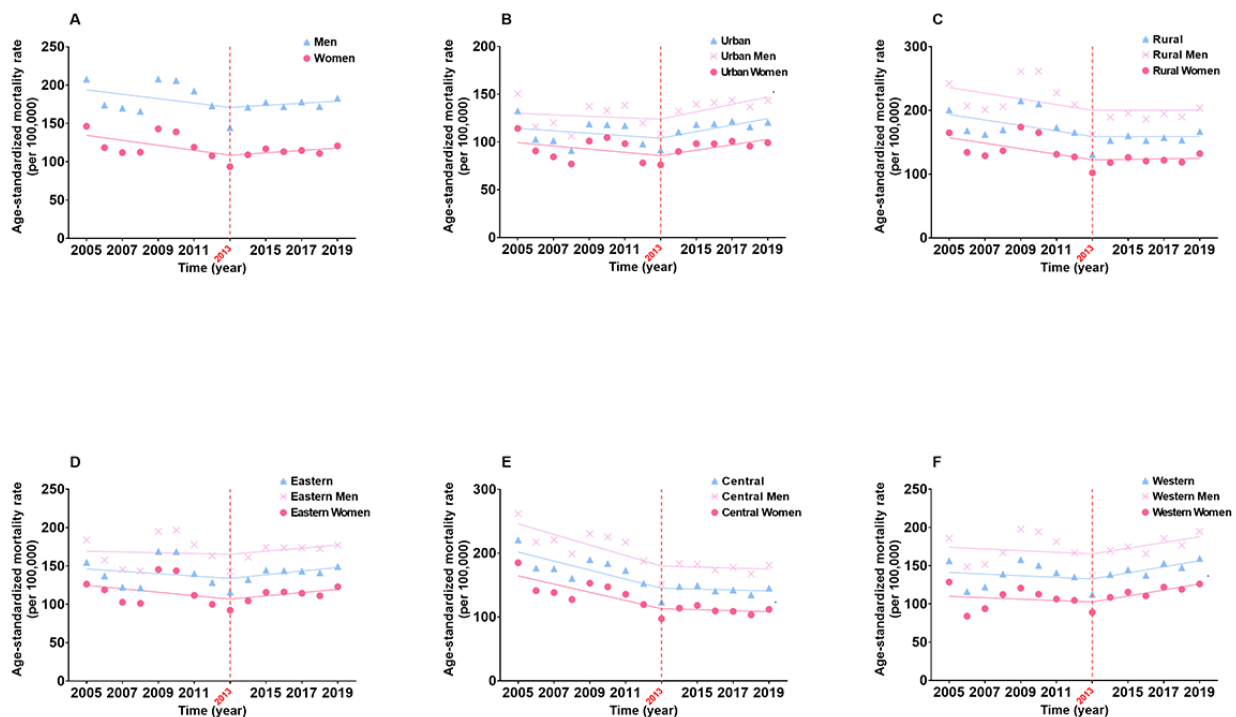 A
Men
Women
Age-standardized mortality rate
(per 100,000)
250
200
150
100
50
0
2005 2007 2009 2011 2013 2015 2017 2019
Time (year)
B
Urban
Urban Men
Urban Women
Age-standardized mortality rate
(per 100,000)
200
150
100
50
0
2005 2007 2009 2011 2013 2015 2017 2019
Time (year)
C
Rural
Rural Men
Rural Women
Age-standardized mortality rate
(per 100,000)
300
200
100
0
2005 2007 2009 2011 2013 2015 2017 2019
Time (year)
D
Eastern
Eastern Men
Eastern Women
Age-standardized mortality rate
(per 100,000)
250
200
150
100
50
0
2005 2007 2009 2011 2013 2015 2017 2019
Time (year)
E
Central
Central Men
Central Women
Age-standardized mortality rate
(per 100,000)
300
200
100
0
2005 2007 2009 2011 2013 2015 2017 2019
Time (year)
F
Western
Western Men
Western Women
Age-standardized mortality rate
(per 100,000)
250
200
150
100
50
0
2005 2007 2009 2011 2013 2015 2017 2019
Time (year)